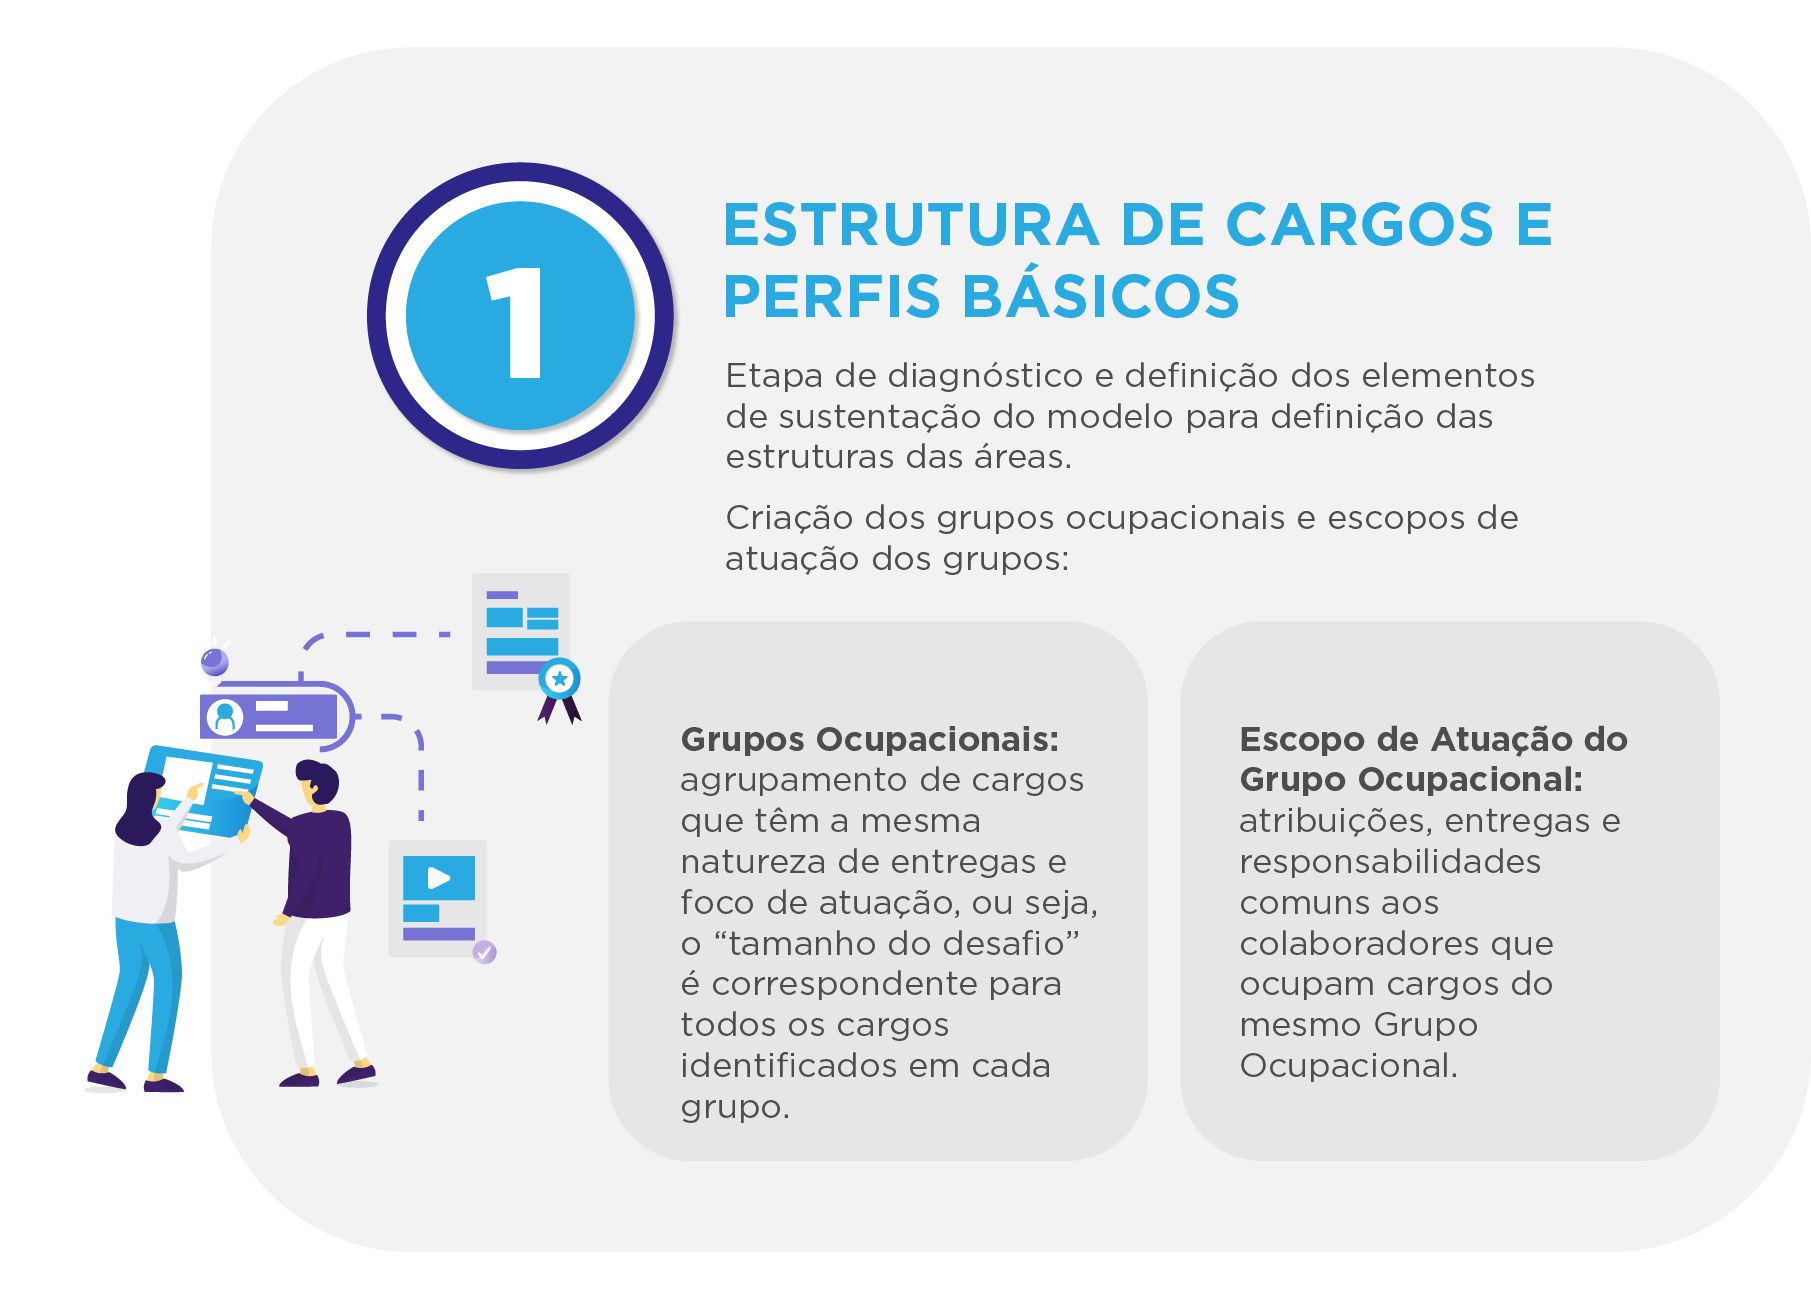 1
ESTRUTURA DE CARGOS E
PERFIS BÁSICOS
Etapa de diagnóstico e definição dos elementos
de sustentação do modelo para definição das
estruturas das áreas.
Criação dos grupos ocupacionais e escopos de
atuação dos grupos:
Grupos Ocupacionais:
agrupamento de cargos
que têm a mesma
natureza de entregas e
foco de atuação, ou seja,
o “tamanho do desafio”
é correspondente para
todos os cargos
identificados em cada
grupo.
Escopo de Atuação do
Grupo Ocupacional:
atribuições, entregas e
responsabilidades
comuns aos
colaboradores que
ocupam cargos do
mesmo Grupo
Ocupacional.